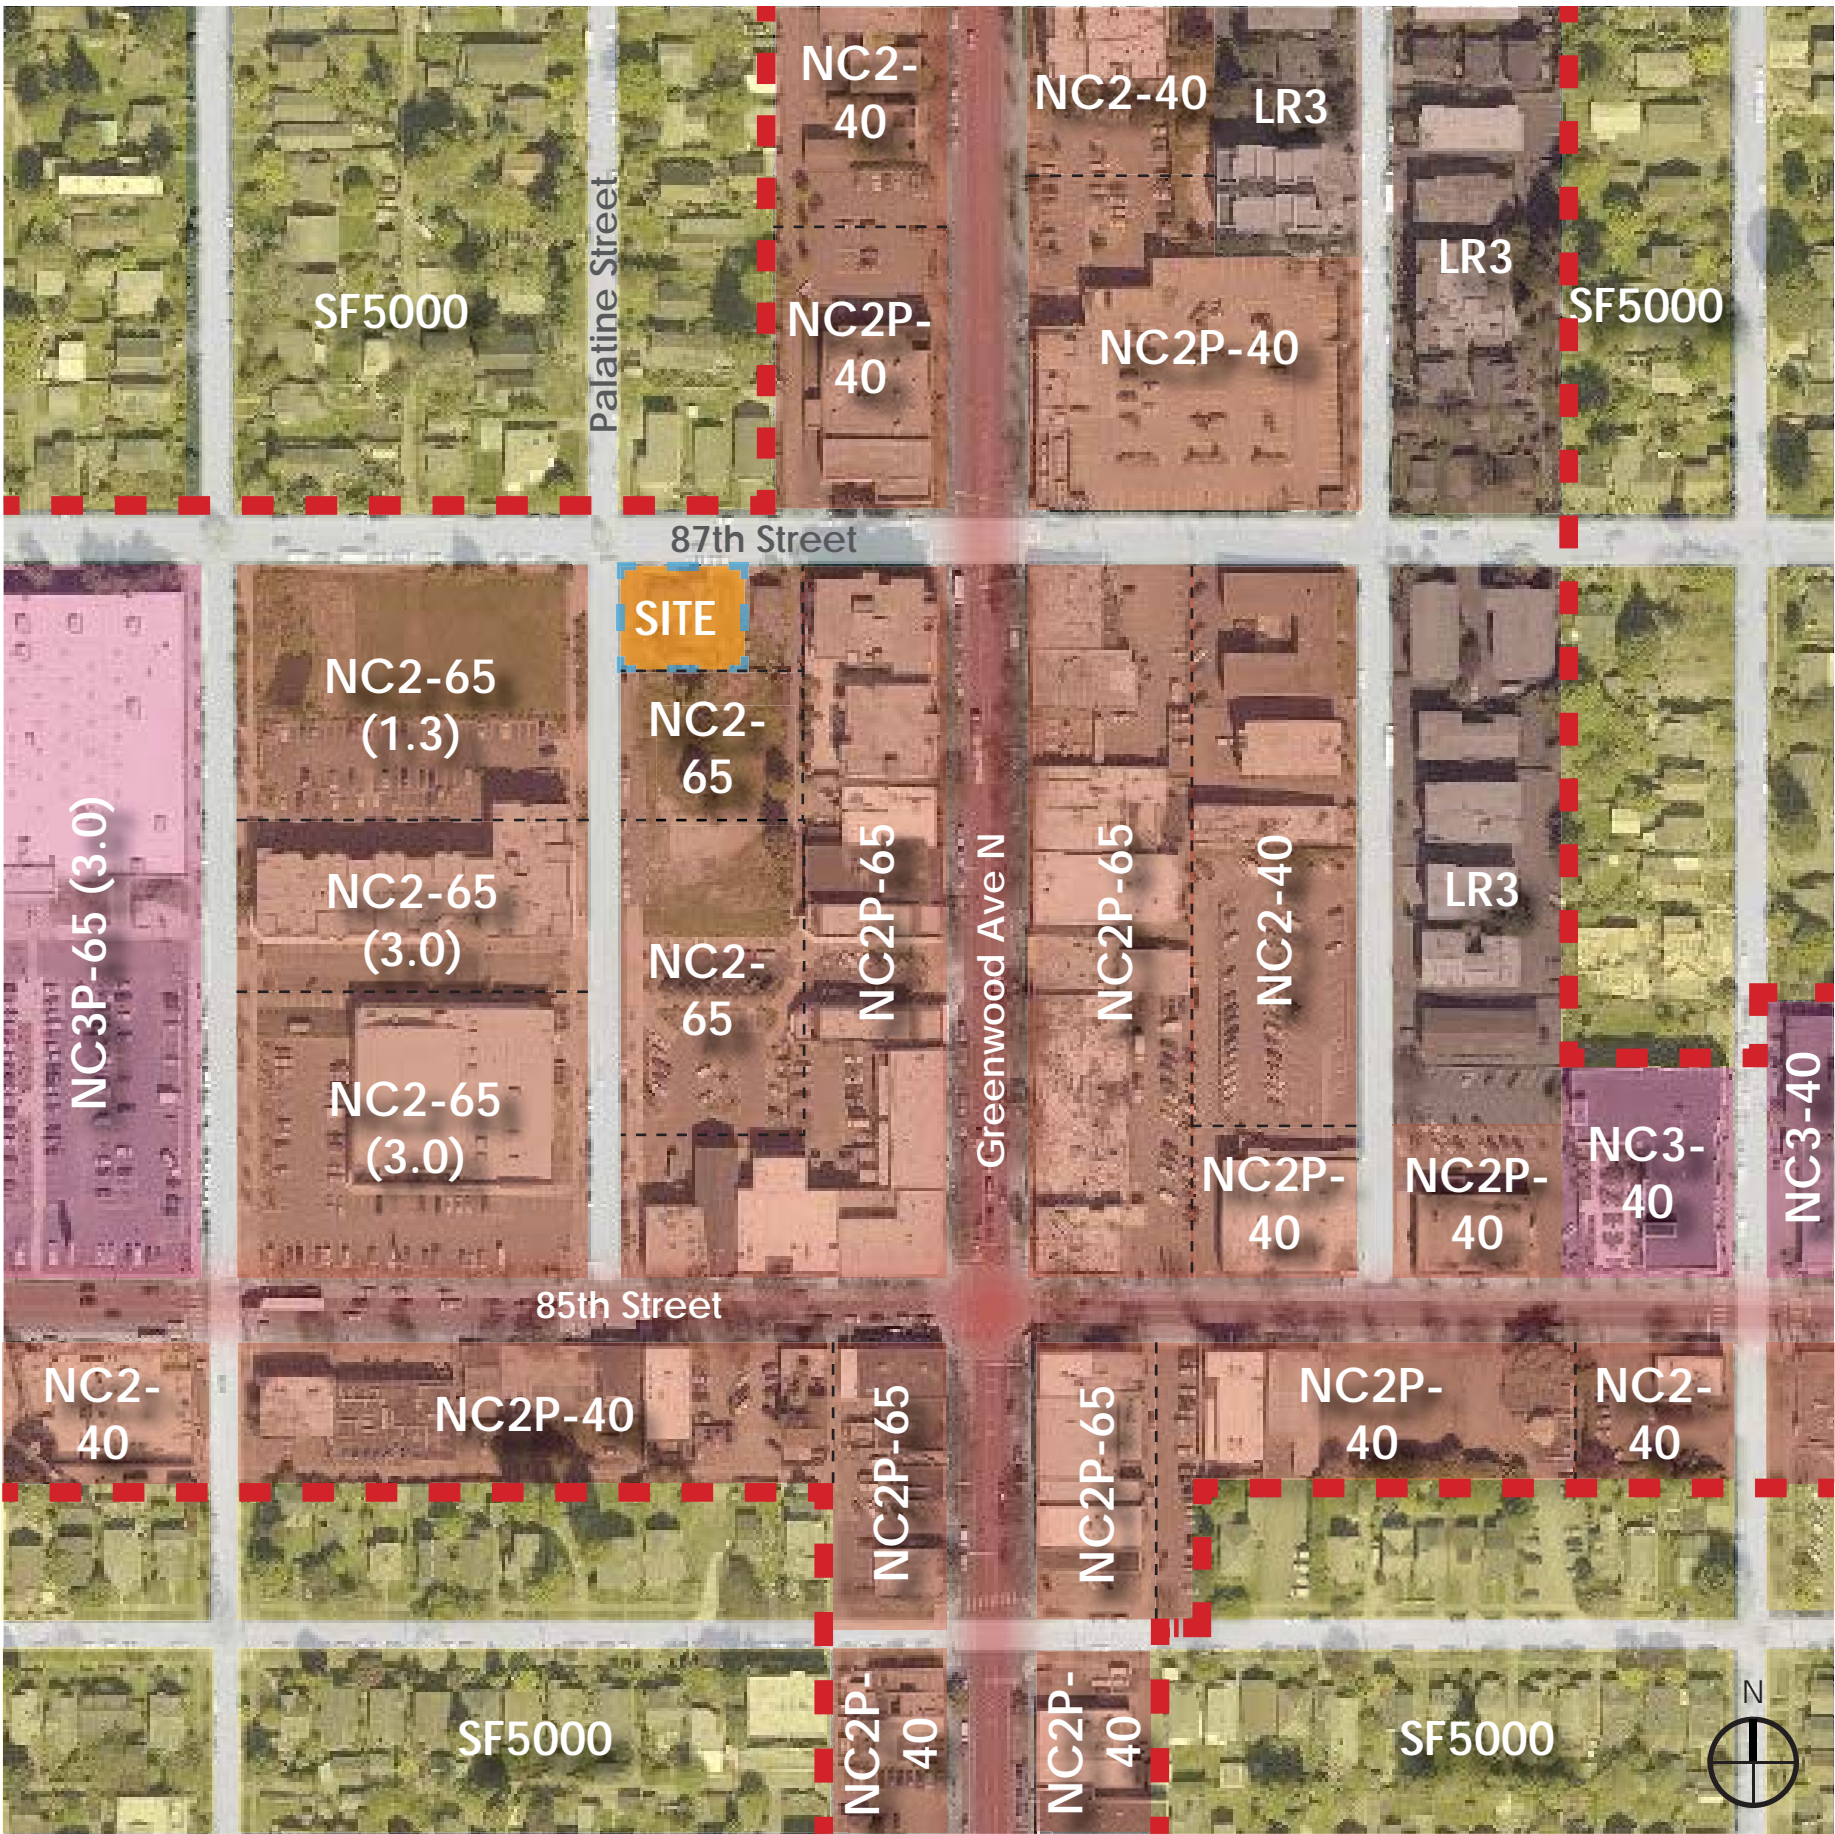 NC2-
40
NC2-40
LR3
Palatine Street
SF5000
NC2P-
40
NC2P-40
LR3
SF5000
87th Street
SITE
NC2-65
(1.3)
NC2-
65
NC3P-65 (3.0)
NC2-65
(3.0)
NC2-
65
NC2P-65
Greenwood Ave N
NC2P-65
NC2-40
LR3
NC2-65
(3.0)
NC2P-
40
NC2P-
40
NC3-
40
NC3-40
85th Street
NC2-
40
NC2P-40
NC2P-65
NC2P-65
NC2P-
40
NC2-
40
SF5000
NC2P-
40
NC2P-
40
SF5000
N